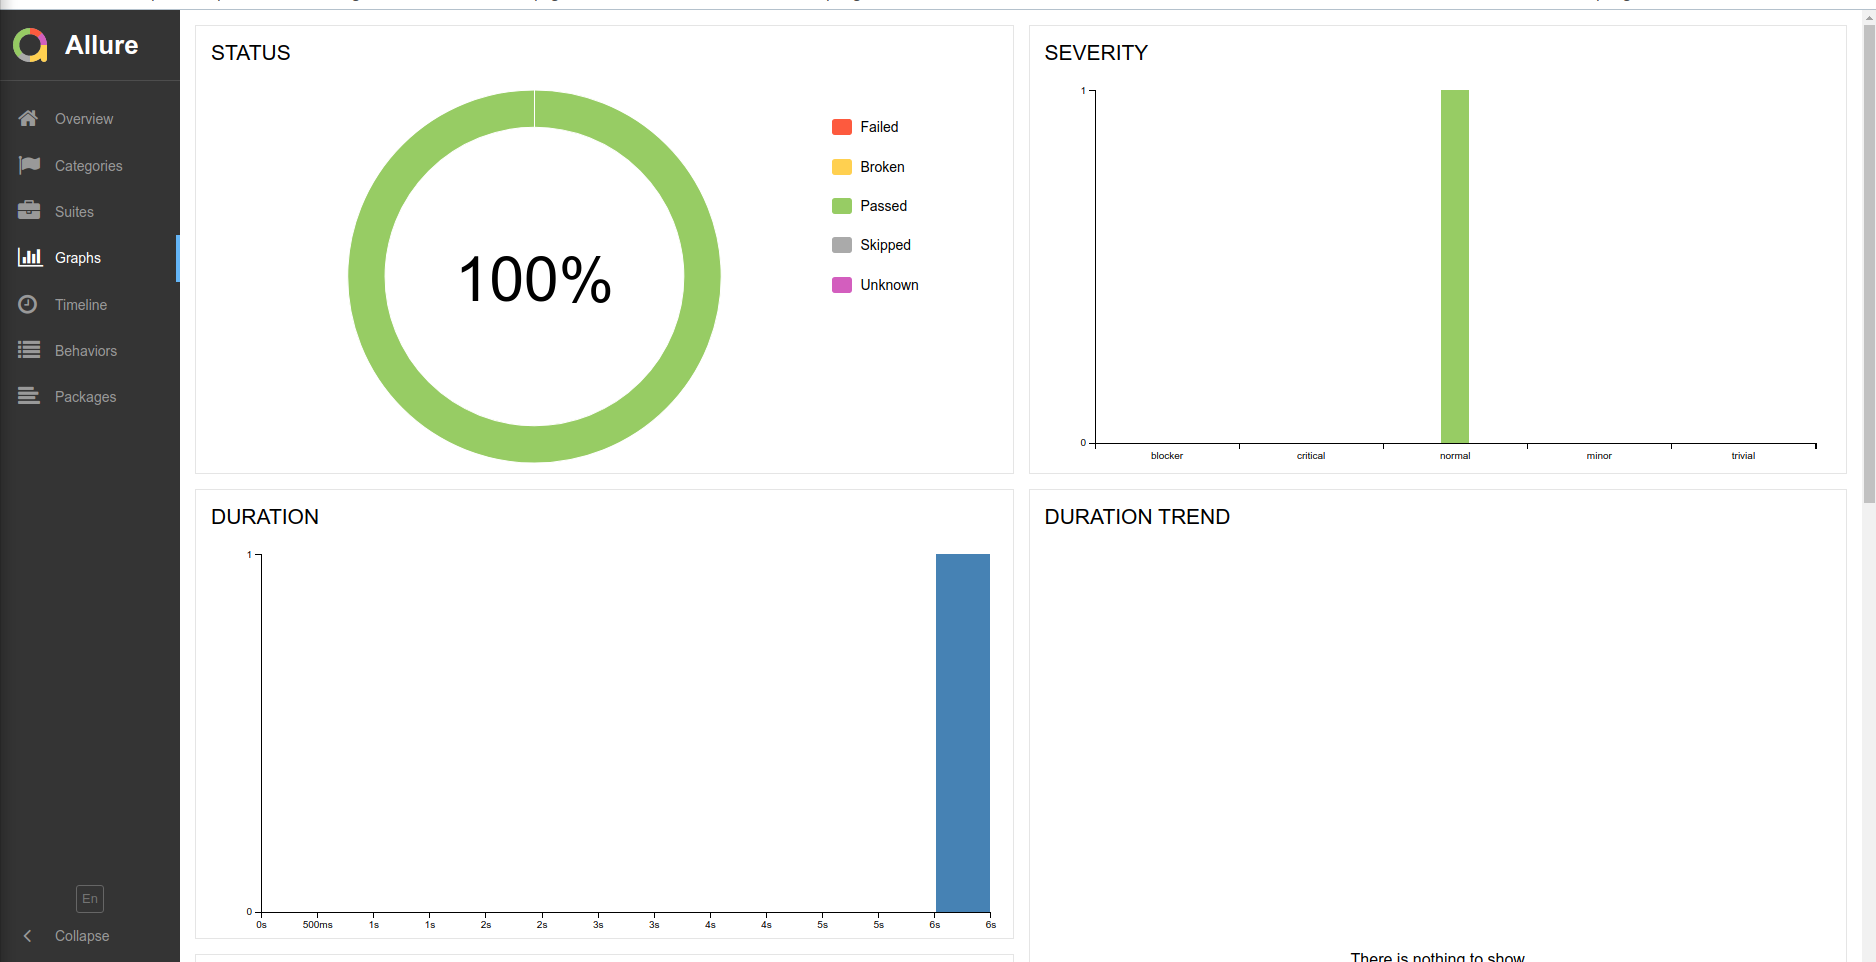 Allure
Overview
Categories
Suites
Graphs
Timeline
Behaviors
Packages
En
Collapse
STATUS
100%
Failed
Broken
Passed
Skipped
Unknown
SEVERITY
1
0
blocker critical normal minor trivial
DURATION
1
0
0s 500ms 1s 1s 2s 2s 3s 3s 4s 4s 5s 5s 6s 6s
DURATION TREND
There is nothing to show